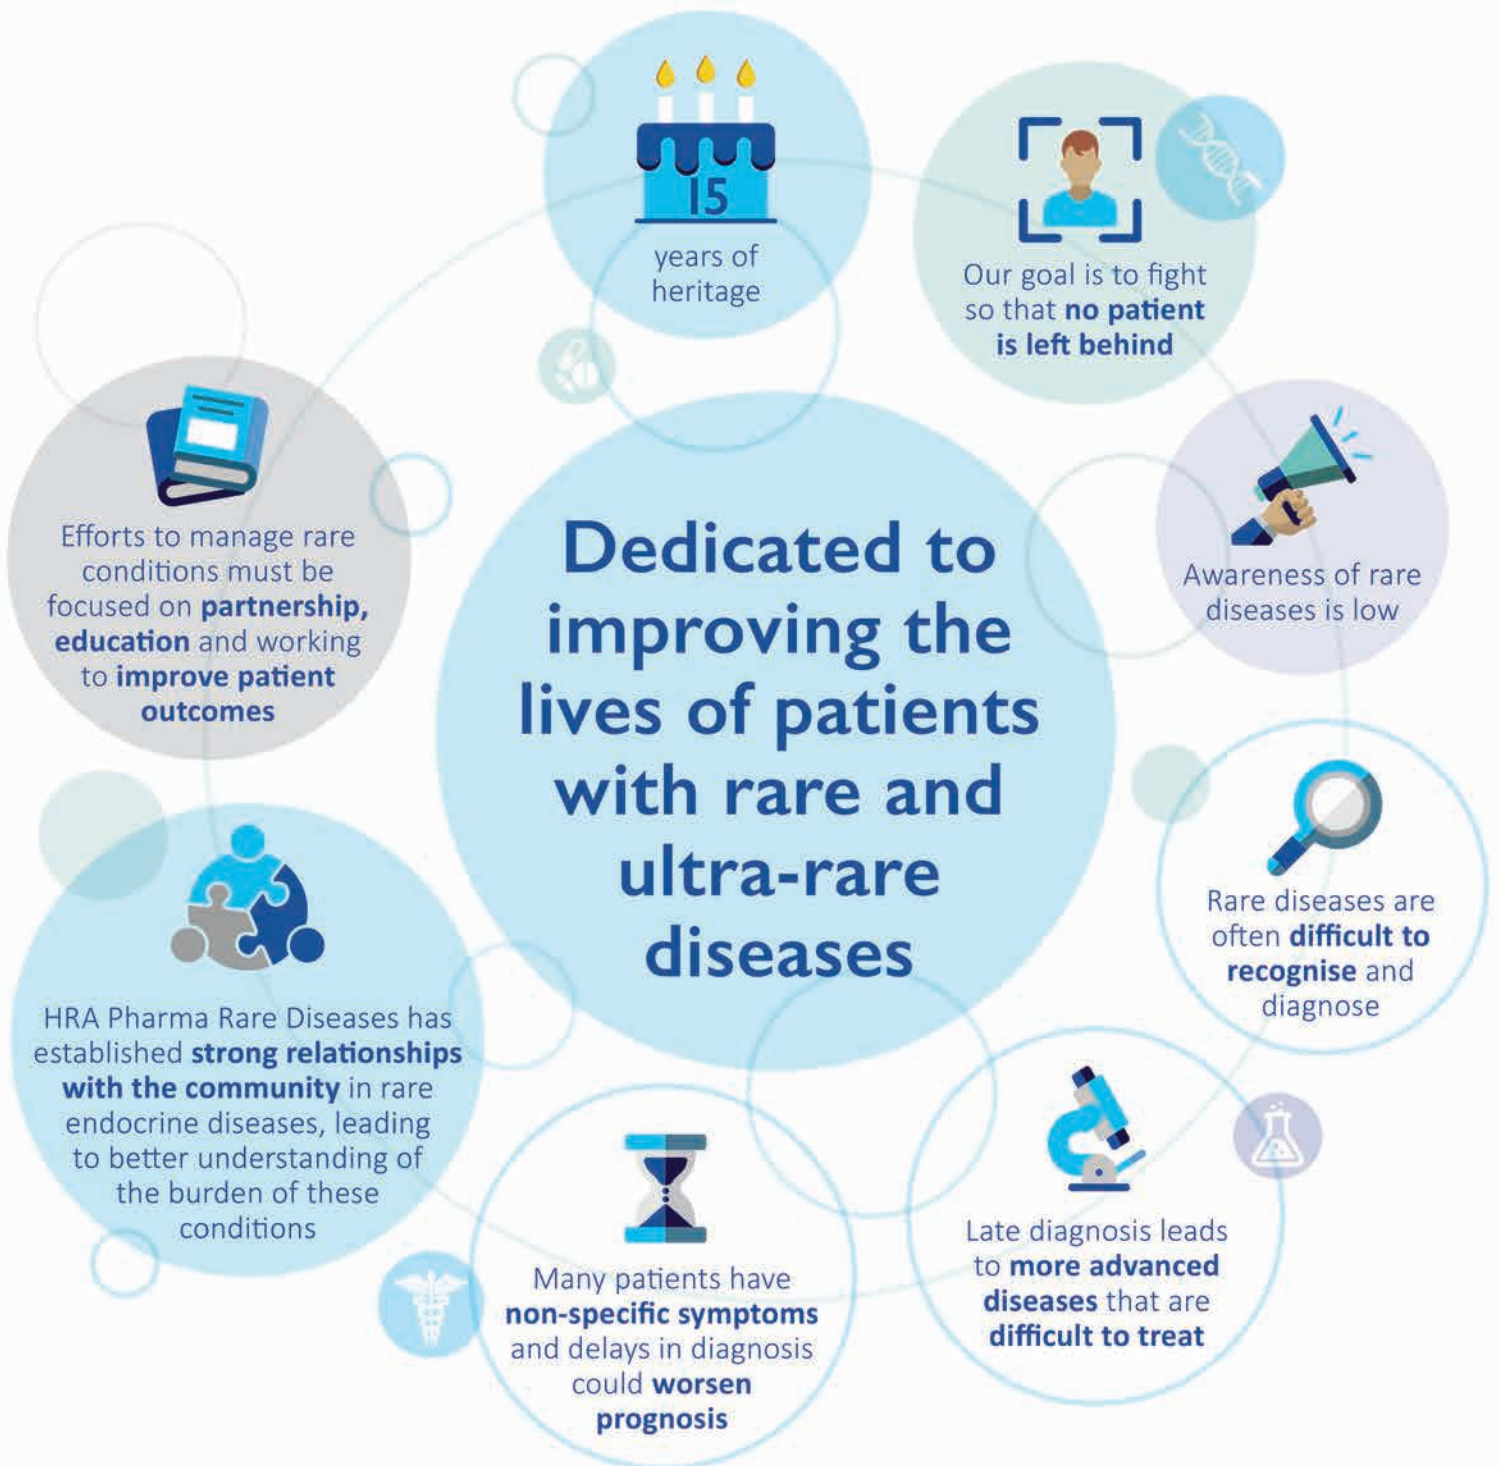 15
years of
heritage
Our goal is to fight
so that no patient
is left behind
Awareness of rare
diseases is low
Rare diseases are
often difficult to
recognise and
diagnose
Late diagnosis leads
to more advanced
diseases that are
difficult to treat
Many patients have
non-specific symptoms
and delays in diagnosis
could worsen
prognosis
HRA Pharma Rare Diseases has
established strong relationships
with the community in rare
endocrine diseases, leading
to better understanding of
the burden of these
conditions
Efforts to manage rare
conditions must be
focused on partnership,
education and working
to improve patient
outcomes
Dedicated to
improving the
lives of patients
with rare and
ultra-rare
diseases